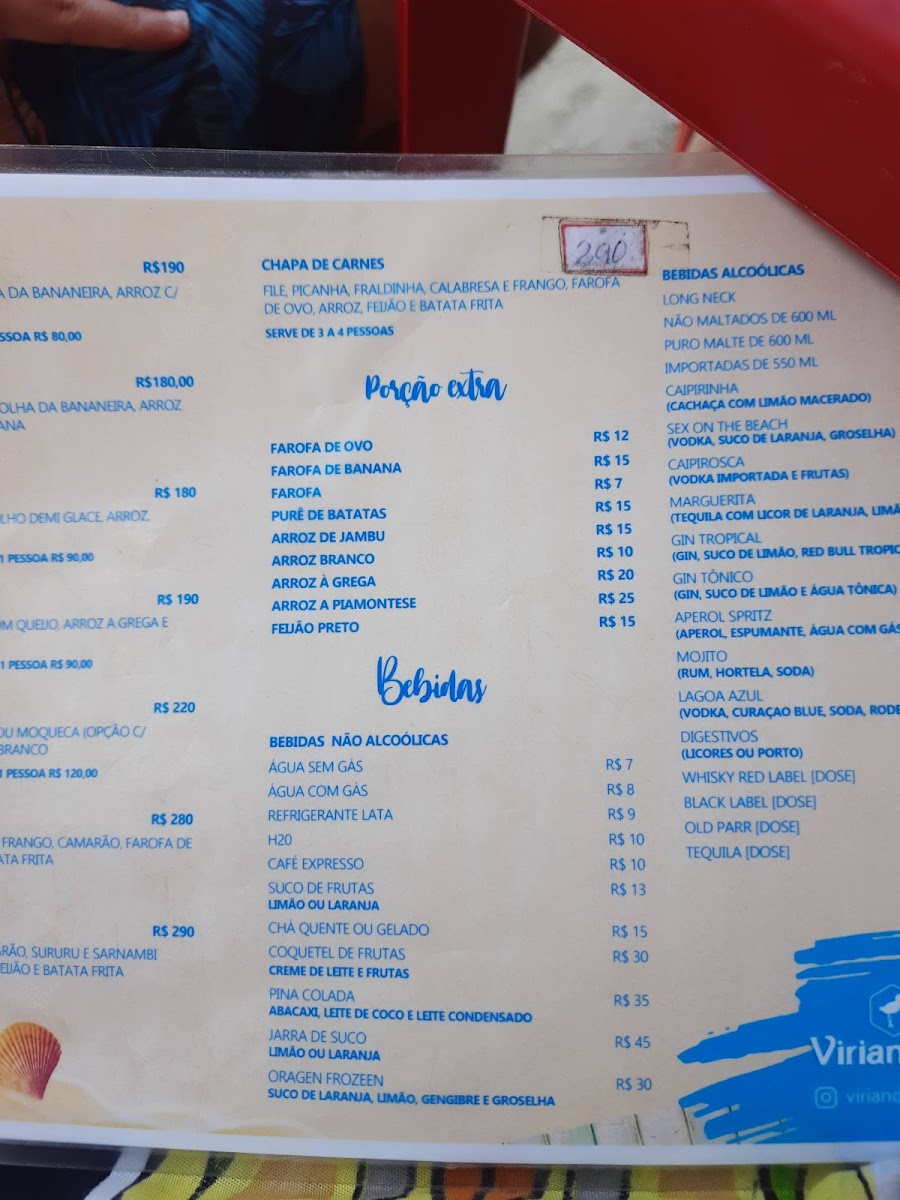 R$190
A DA BANANEIRA, ARROZ C/
SSOA R$ 80,00
R$180,00
OLHA DA BANANEIRA, ARROZ
ANA
R$ 180
LHO DEMI GLACE, ARROZ
1 PESSOA R$ 90,00
R$ 190
OM QUEIJO, ARROZ A GREGA E
1 PESSOA R$ 90,00
R$ 220
OU MOQUECA (OPÇÃO C/
BRANCO
1 PESSOA R$ 120,00
R$ 280
FRANGO, CAMARÃO, FAROFA DE
ATA FRITA
R$ 290
ARÃO, SURURU E SARNAMBI
EIJÃO E BATATA FRITA
CHAPA DE CARNES 290
FILE, PICANHA, FRALDINHA, CALABRESA E FRANGO, FAROFA
DE OVO, ARROZ, FEIJÃO E BATATA FRITA
SERVE DE 3 A 4 PESSOAS
Porção extra
FAROFA DE OVO R$ 12
FAROFA DE BANANA R$ 15
FAROFA R$ 7
PURÊ DE BATATAS R$ 15
ARROZ DE JAMBU R$ 15
ARROZ BRANCO R$ 10
ARROZ À GREGA R$ 20
ARROZ A PIAMONTESE R$ 25
FEIJÃO PRETO R$ 15
Bebidas
BEBIDAS NÃO ALCOÓLICAS
ÁGUA SEM GÁS R$ 7
ÁGUA COM GÁS R$ 8
REFRIGERANTE LATA R$ 9
H20 R$ 10
CAFÉ EXPRESSO R$ 10
SUCO DE FRUTAS R$ 13
LIMÃO OU LARANJA
CHÁ QUENTE OU GELADO R$ 15
COQUETEL DE FRUTAS R$ 30
CREME DE LEITE E FRUTAS
PINA COLADA R$ 35
ABACAXI, LEITE DE COCO E LEITE CONDENSADO
JARRA DE SUCO R$ 45
LIMÃO OU LARANJA
ORAGEN FROZEEN R$ 30
SUCO DE LARANJA, LIMÃO, GENGIBRE E GROSELHA
BEBIDAS ALCOÓLICAS
LONG NECK
NÃO MALTADOS DE 600 ML
PURO MALTE DE 600 ML
IMPORTADAS DE 550 ML
CAIPIRINHA
(CACHAÇA COM LIMÃO MACERADO)
SEX ON THE BEACH
(VODKA, SUCO DE LARANJA, GROSELHA)
CAIPIROSCA
(VODKA IMPORTADA E FRUTAS)
MARGUERITA
(TEQUILA COM LICOR DE LARANJA, LIMÃ
GIN TROPICAL
(GIN, SUCO DE LIMÃO, RED BULL TROPIC
GIN TÔNICO
(GIN, SUCO DE LIMÃO E ÁGUA TÔNICA)
APEROL SPRITZ
(APEROL, ESPUMANTE, ÁGUA COM GÁS
MOJITO
(RUM, HORTELA, SODA)
LAGOA AZUL
(VODKA, CURAÇAO BLUE, SODA, RODE
DIGESTIVOS
(LICORES OU PORTO)
WHISKY RED LABEL [DOSE]
BLACK LABEL [DOSE]
OLD PARR [DOSE]
TEQUILA [DOSE]
Virian
viriand